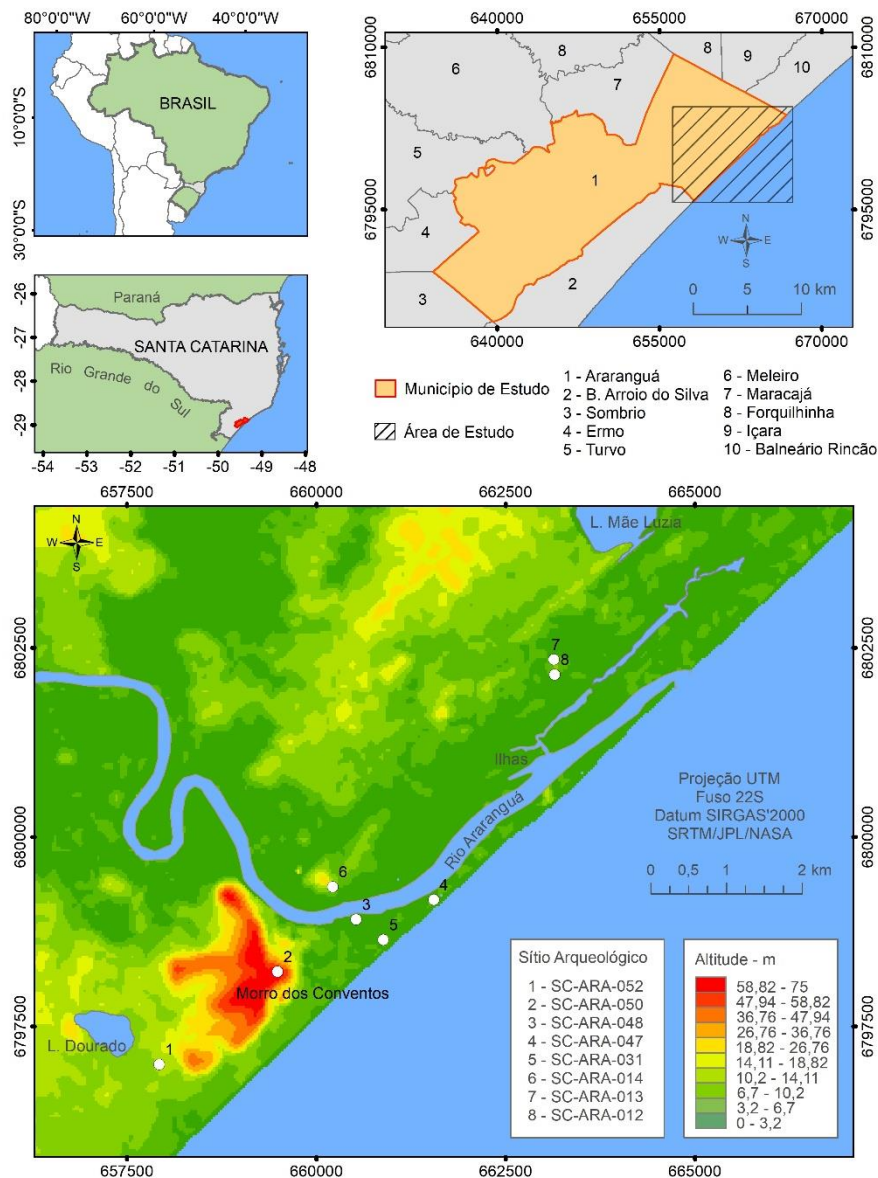 80°0'0"W 60°0'0"W 40°0'0"W
10°0'0"S
30°0'0"S
BRASIL
-26
-27
-28
-29
Paraná
SANTA CATARINA
Rio Grande do Sul
-54 -53 -52 -51 -50 -49 -48
640000 655000 670000
6810000
6795000
8
8
9
10
6
7
5
1
4
2
3
N
W E
S
0 5 10 km
640000 655000 670000
Município de Estudo
Área de Estudo
1 - Araranguá
2 - B. Arroio do Silva
3 - Sombrio
4 - Ermo
5 - Turvo
6 - Meleiro
7 - Maracajá
8 - Forquilhinha
9 - Içara
10 - Balneário Rincão
657500 660000 662500 665000
N
W E
S
L. Mãe Luzia
6802500
7
8
Ilhas
Rio Araranguá
Projeção UTM
Fuso 22S
Datum SIRGAS'2000
SRTM/JPL/NASA
6800000
0 0,5 1 2 km
6
4
3
5
2
Morro dos Conventos
6797500
L. Dourado
1
Sítio Arqueológico
1 - SC-ARA-052
2 - SC-ARA-050
3 - SC-ARA-048
4 - SC-ARA-047
5 - SC-ARA-031
6 - SC-ARA-014
7 - SC-ARA-013
8 - SC-ARA-012
Altitude - m
58,82 - 75
47,94 - 58,82
36,76 - 47,94
26,76 - 36,76
18,82 - 26,76
14,11 - 18,82
10,2 - 14,11
6,7 - 10,2
3,2 - 6,7
0 - 3,2
657500 660000 662500 665000